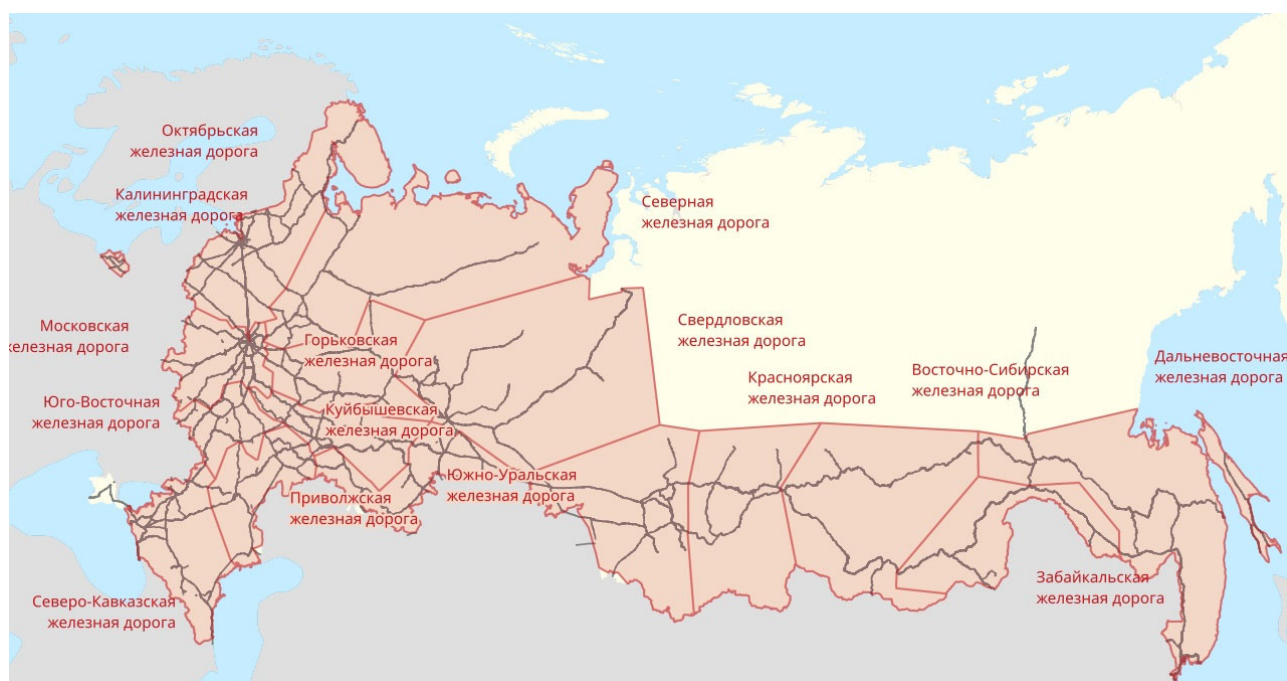 Октябрьская
железная дорога
Калининградская
железная дорога
Северная
железная дорога
Московская
железная дорога
Горьковская
железная дорога
Свердловская
железная дорога
Красноярская
железная дорога
Восточно-Сибирская
железная дорога
Дальневосточная
железная дорога
Юго-Восточная
железная дорога
Куйбышевская
железная дорога
Южно-Уральская
железная дорога
Приволжская
железная дорога
Забайкальская
железная дорога
Северо-Кавказская
железная дорога